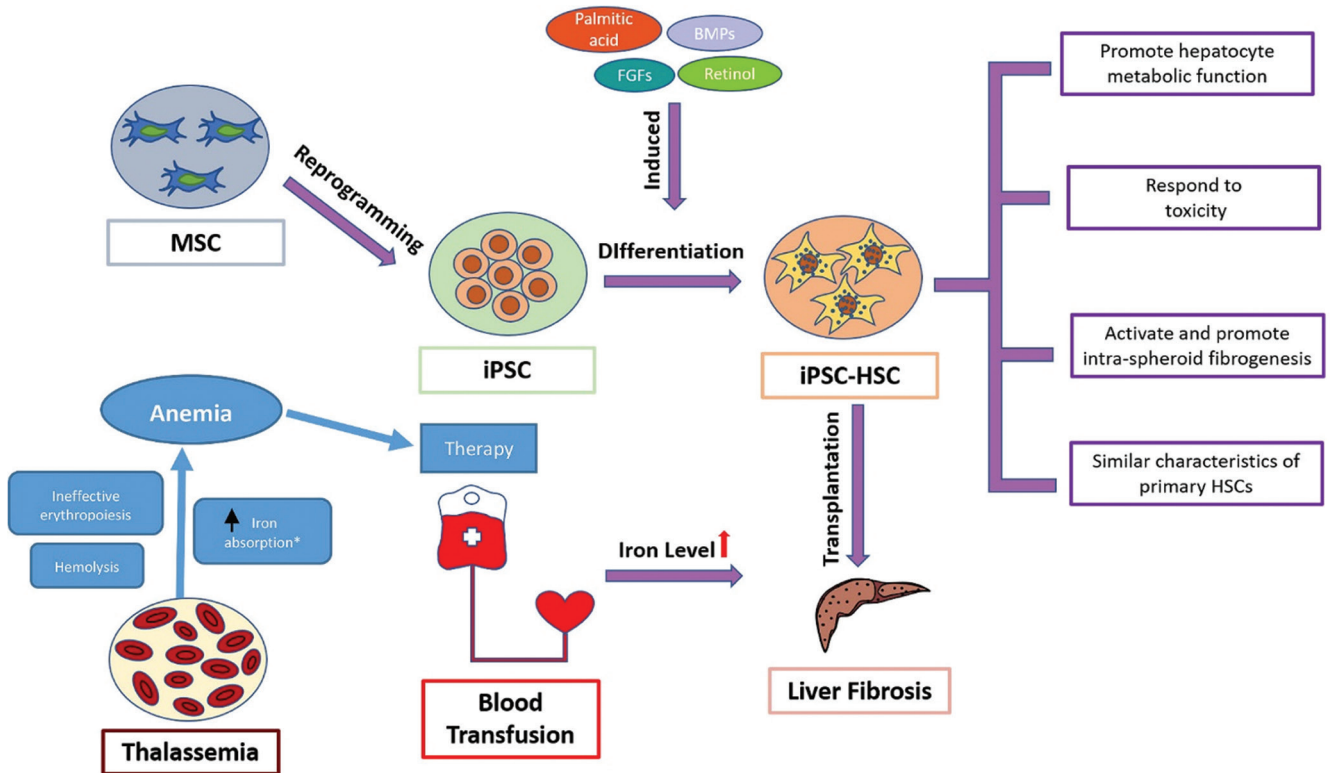 Palmitic
acid
BMPs
FGFs
Retinol
Induced
Reprogramming
MSC
DIfferentiation
iPSC
iPSC-HSC
Promote hepatocyte
metabolic function
Respond to
toxicity
Activate and promote
intra-spheroid fibrogenesis
Similar characteristics of
primary HSCs
Transplantation
Anemia
Therapy
Ineffective
erythropoiesis
Iron
absorption*
Hemolysis
Iron Level
Thalassemia
Blood
Transfusion
Liver Fibrosis